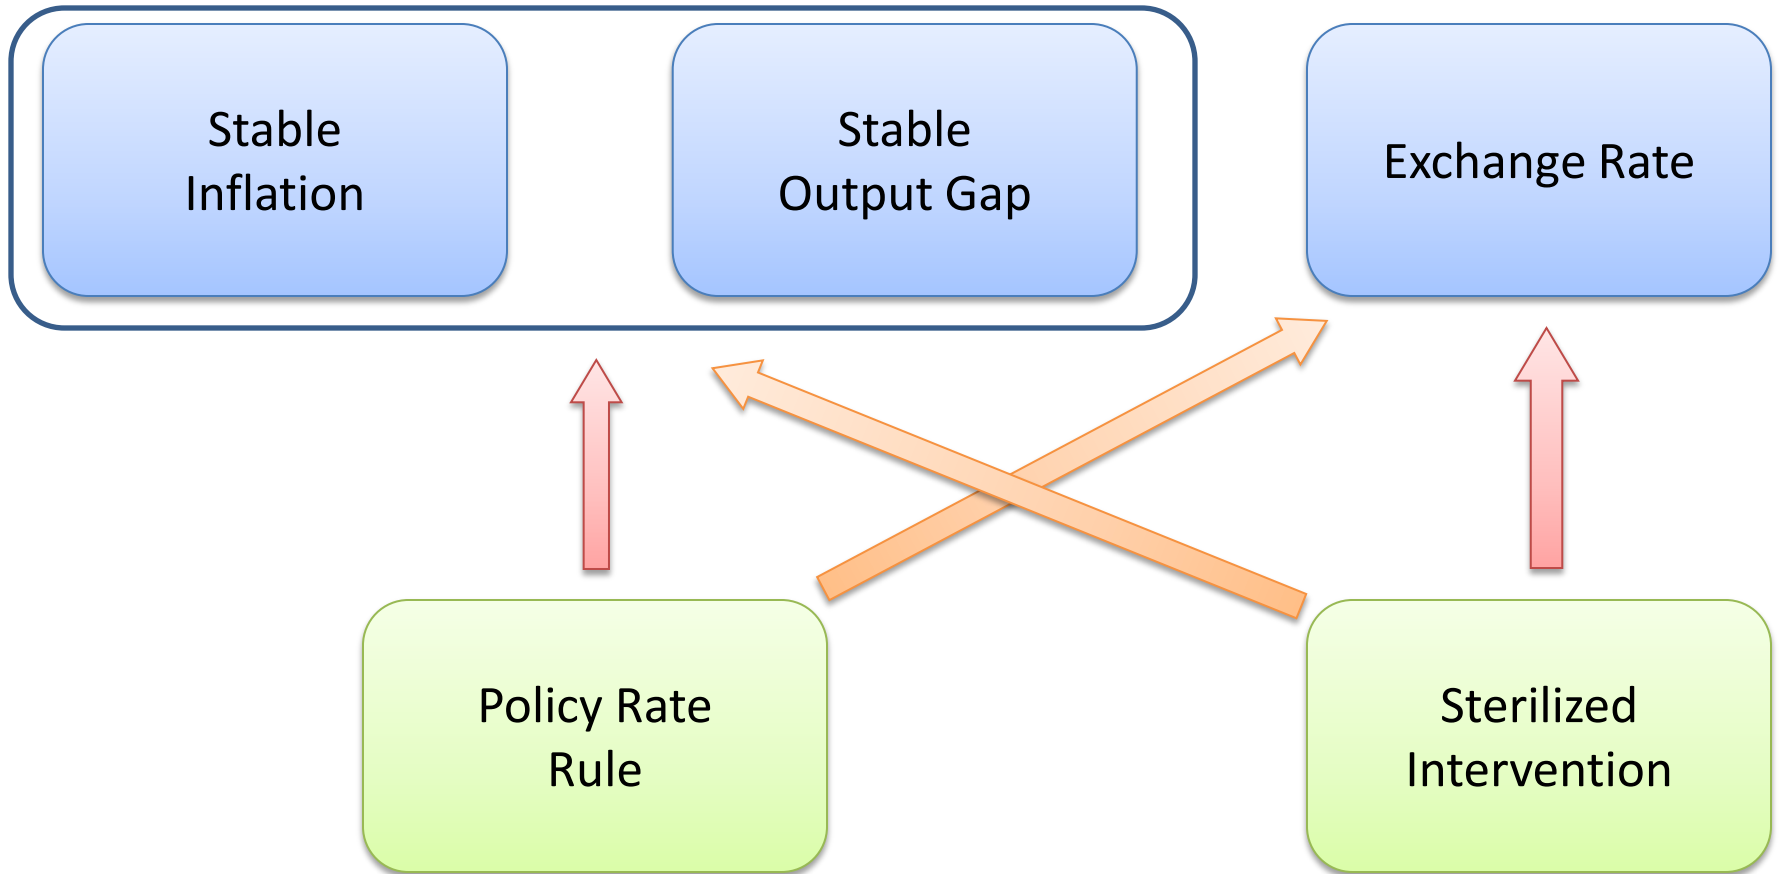 Stable
Inflation
Stable
Output Gap
Exchange Rate
Policy Rate
Rule
Sterilized
Intervention